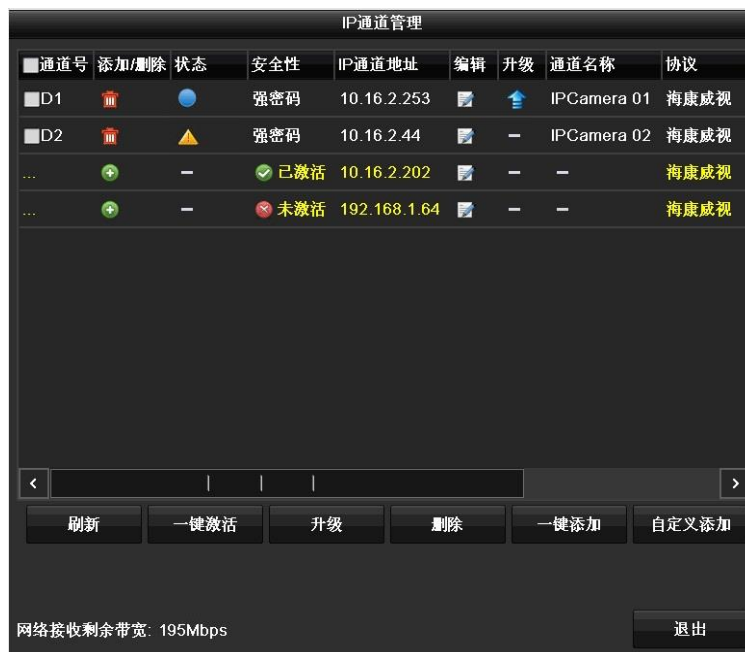 IP通道管理
通道号 添加/删除 状态 安全性 IP通道地址 编辑 升级 通道名称 协议
D1 强密码 10.16.2.253 IPCamera 01 海康威视
D2 强密码 10.16.2.44 – IPCamera 02 海康威视
... – 已激活 10.16.2.202 – – 海康威视
... – 未激活 192.168.1.64 – – 海康威视
刷新 一键激活 升级 删除 一键添加 自定义添加
网络接收剩余带宽: 195Mbps 退出